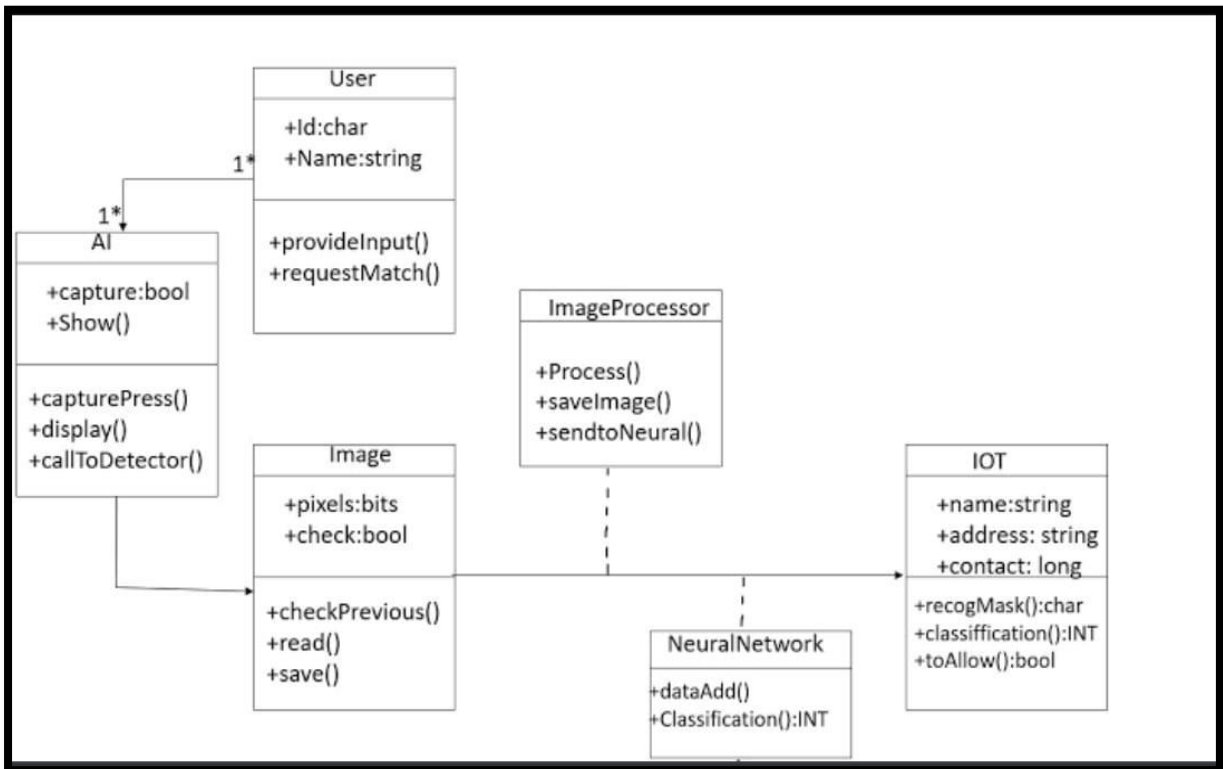 User
+Id:char
+Name:string
+provideInput()
+requestMatch()
1*
1*
AI
+capture:bool
+Show()
+capturePress()
+display()
+callToDetector()
ImageProcessor
+Process()
+saveImage()
+sendtoNeural()
Image
+pixels:bits
+check:bool
+checkPrevious()
+read()
+save()
IOT
+name:string
+address: string
+contact: long
+recogMask():char
+classiffication():INT
+toAllow():bool
NeuralNetwork
+dataAdd()
+Classification():INT